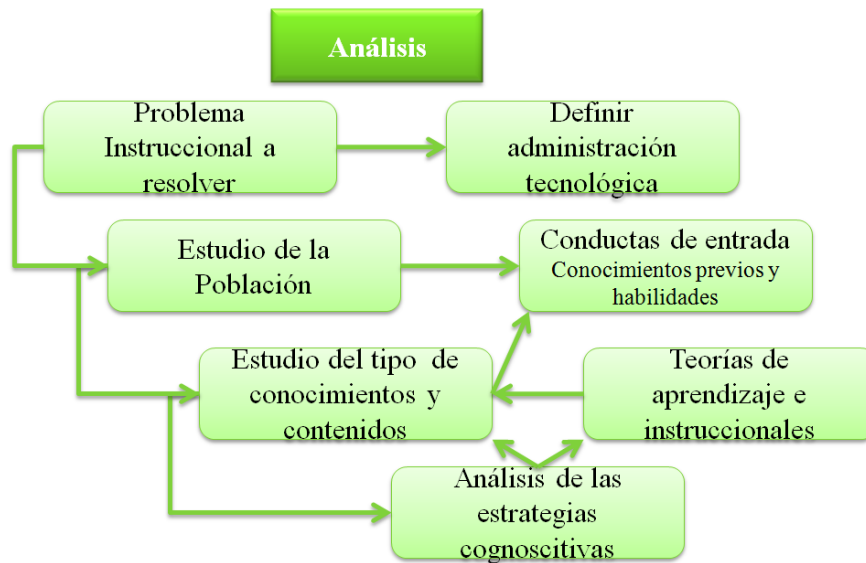 Análisis
Problema
Instruccional a
resolver
Definir
administración
tecnológica
Estudio de la
Población
Conductas de entrada
Conocimientos previos y
habilidades
Estudio del tipo de
conocimientos y
contenidos
Teorías de
aprendizaje e
instruccionales
Análisis de las
estrategias
cognoscitivas